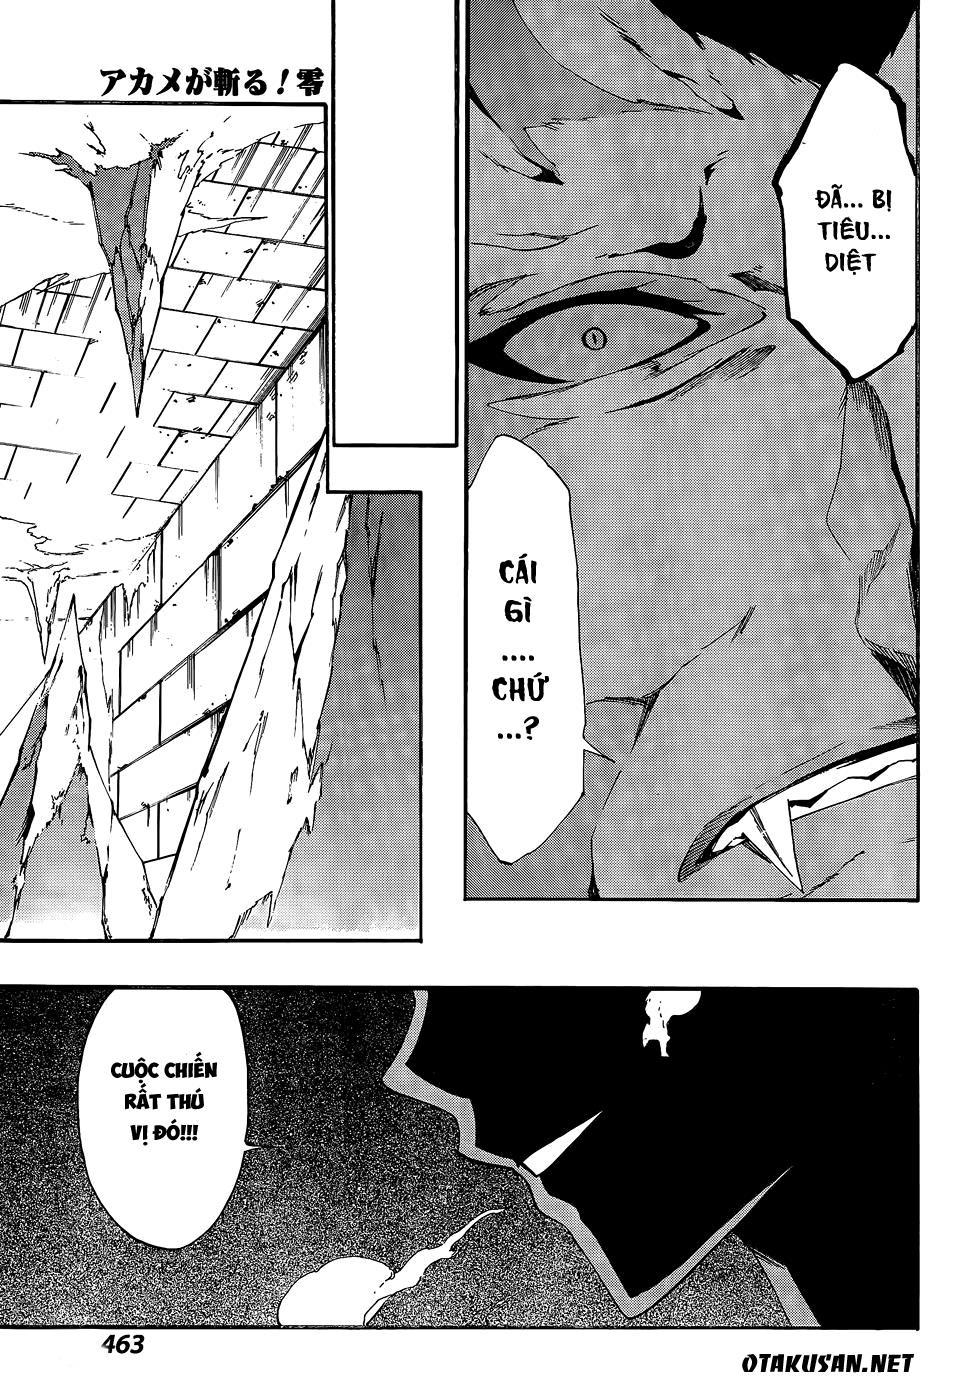 アカメが斬る！零
ĐÃ... BỊ
TIÊU...
DIỆT
CÁI
GÌ
....
CHỨ
...?
CUỘC CHIẾN
RẤT THÚ
VỊ ĐÓ!!!
463
OTAKUSAN.NET